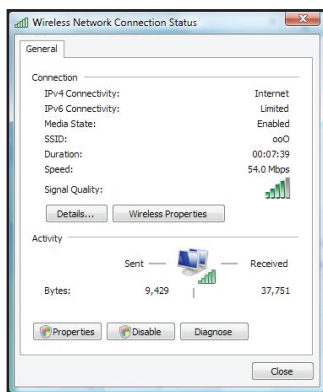 Wireless Network Connection Status
General
Connection
IPv4 Connectivity: Internet
IPv6 Connectivity: Limited
Media State: Enabled
SSID: ooO
Duration: 00:07:39
Speed: 54.0 Mbps
Signal Quality:
Details... Wireless Properties
Activity
Sent Received
Bytes: 9,429 37,751
Properties Disable Diagnose
Close